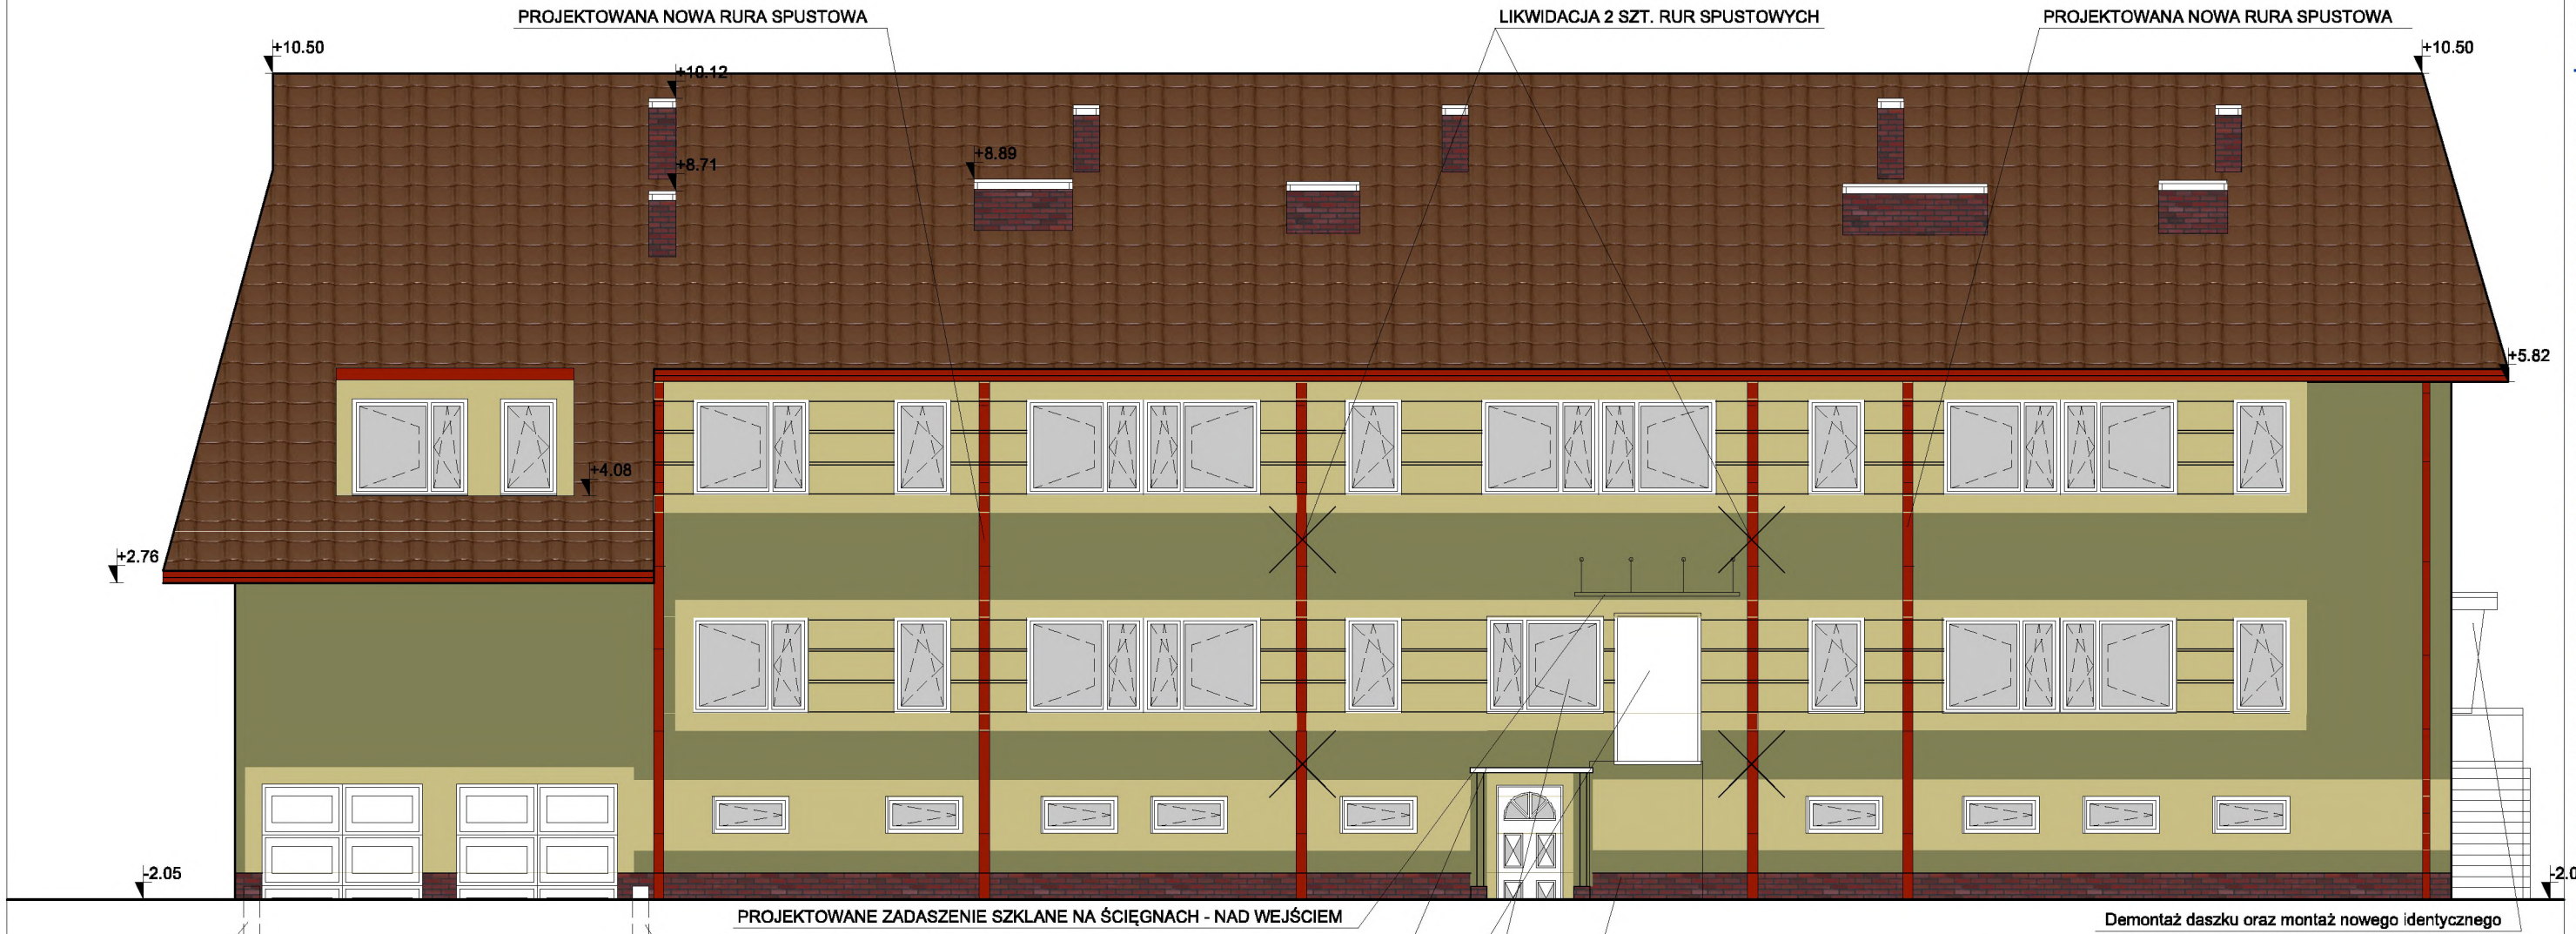 PROJEKTOWANA NOWA RURA SPUSTOWA
LIKWIDACJA 2 SZT. RUR SPUSTOWYCH
PROJEKTOWANA NOWA RURA SPUSTOWA
+10.50
+10.50
+10.12
+8.89
+8.71
+5.82
+4.08
+2.76
-2.05
-2.0
PROJEKTOWANE ZADASZENIE SZKLANE NA ŚCIĘGNACH - NAD WEJŚCIEM
Demontaż daszku oraz montaż nowego identycznego